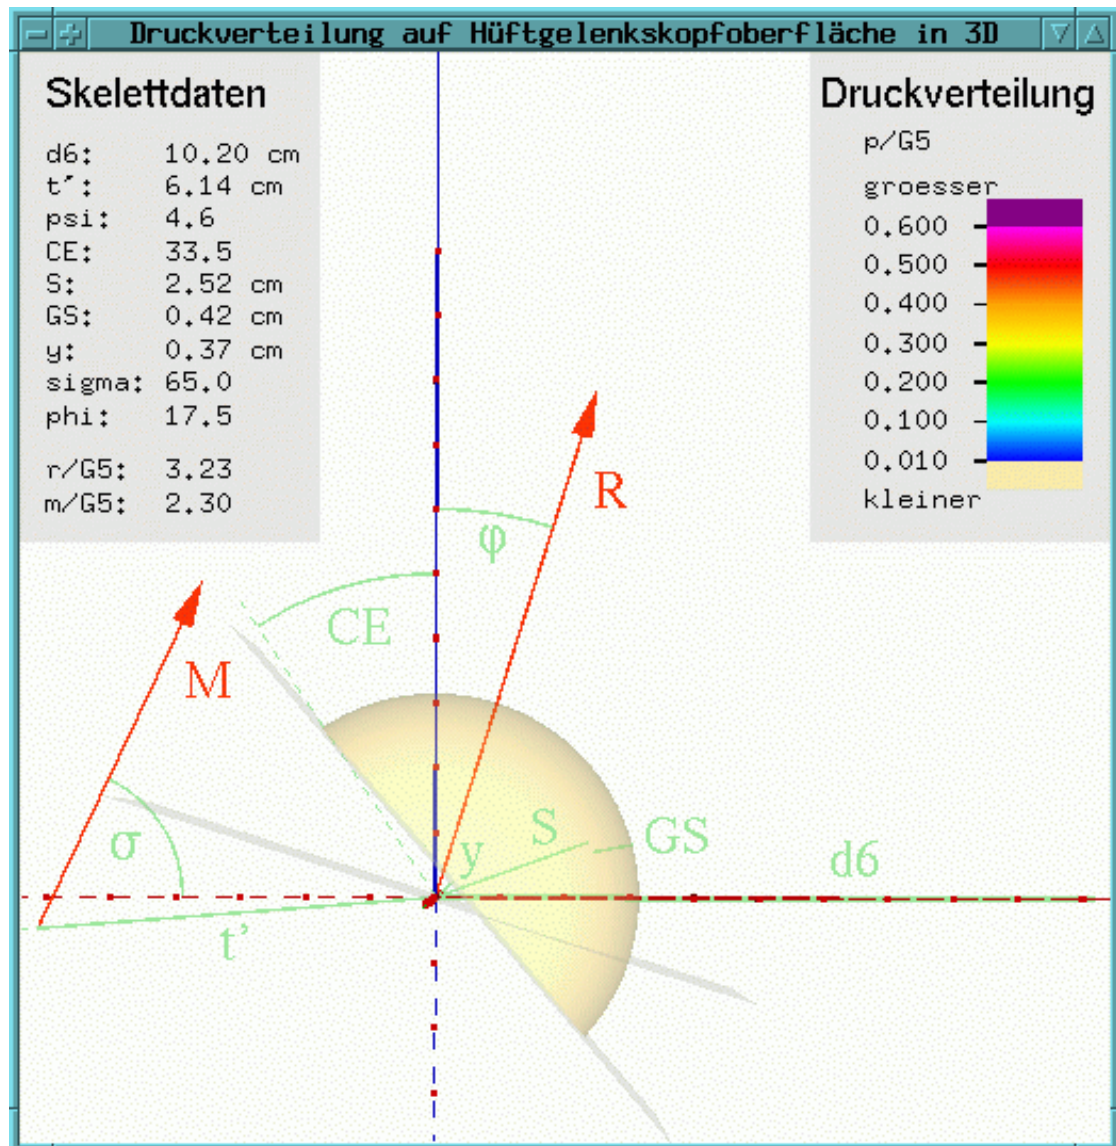 Druckverteilung auf Hüftgelenkskopfoberfläche in 3D
Skelettdaten
d6: 10.20 cm
t´: 6.14 cm
psi: 4.6
CE: 33.5
S: 2.52 cm
GS: 0.42 cm
y: 0.37 cm
sigma: 65.0
phi: 17.5
r/G5: 3.23
m/G5: 2.30
Druckverteilung
p/G5
groesser
0.600
0.500
0.400
0.300
0.200
0.100
0.010
kleiner
R
φ
CE
M
σ
S
GS
y
d6
t’